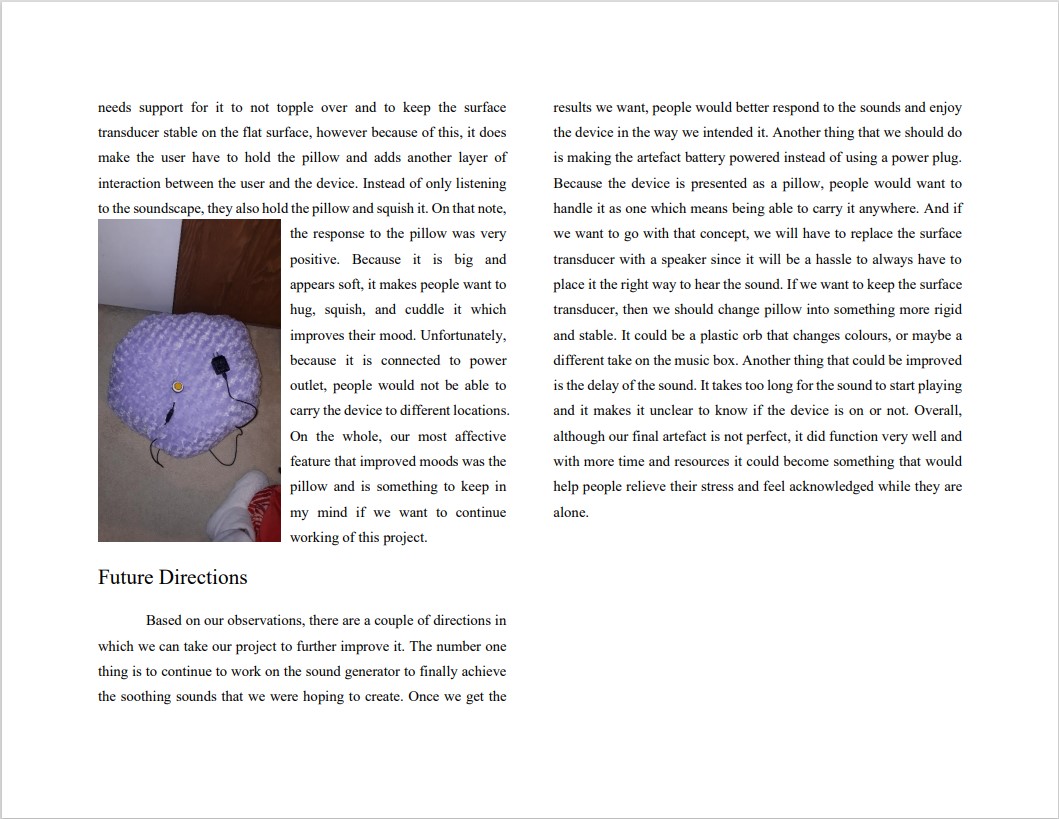 needs support for it to not topple over and to keep the surface
transducer stable on the flat surface, however because of this, it does
make the user have to hold the pillow and adds another layer of
interaction between the user and the device. Instead of only listening
to the soundscape, they also hold the pillow and squish it. On that note,
the response to the pillow was very
positive. Because it is big and
appears soft, it makes people want to
hug, squish, and cuddle it which
improves their mood. Unfortunately,
because it is connected to power
outlet, people would not be able to
carry the device to different locations.
On the whole, our most affective
feature that improved moods was the
pillow and is something to keep in
my mind if we want to continue
working of this project.
Future Directions
Based on our observations, there are a couple of directions in
which we can take our project to further improve it. The number one
thing is to continue to work on the sound generator to finally achieve
the soothing sounds that we were hoping to create. Once we get the
results we want, people would better respond to the sounds and enjoy
the device in the way we intended it. Another thing that we should do
is making the artefact battery powered instead of using a power plug.
Because the device is presented as a pillow, people would want to
handle it as one which means being able to carry it anywhere. And if
we want to go with that concept, we will have to replace the surface
transducer with a speaker since it will be a hassle to always have to
place it the right way to hear the sound. If we want to keep the surface
transducer, then we should change pillow into something more rigid
and stable. It could be a plastic orb that changes colours, or maybe a
different take on the music box. Another thing that could be improved
is the delay of the sound. It takes too long for the sound to start playing
and it makes it unclear to know if the device is on or not. Overall,
although our final artefact is not perfect, it did function very well and
with more time and resources it could become something that would
help people relieve their stress and feel acknowledged while they are
alone.